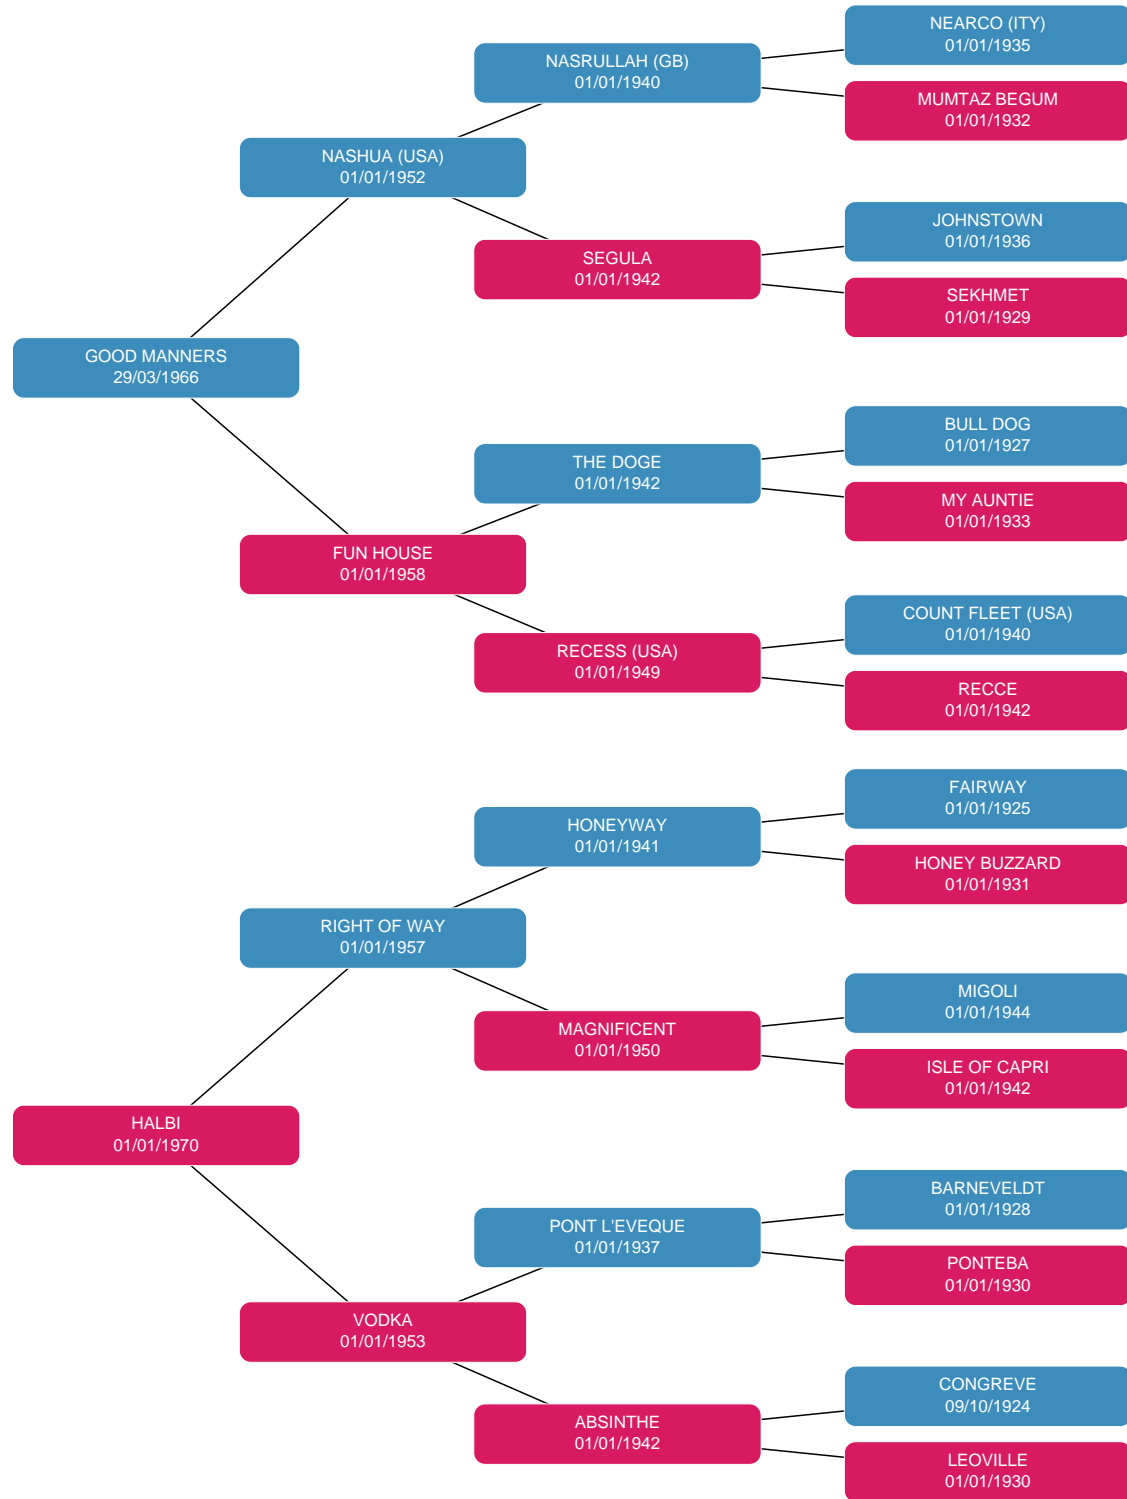 NEARCO (ITY)
01/01/1935
NASRULLAH (GB)
01/01/1940
MUMTAZ BEGUM
01/01/1932
NASHUA (USA)
01/01/1952
JOHNSTOWN
01/01/1936
SEGULA
01/01/1942
SEKHMET
01/01/1929
GOOD MANNERS
29/03/1966
BULL DOG
01/01/1927
THE DOGE
01/01/1942
MY AUNTIE
01/01/1933
FUN HOUSE
01/01/1958
COUNT FLEET (USA)
01/01/1940
RECESS (USA)
01/01/1949
RECCE
01/01/1942
FAIRWAY
01/01/1925
HONEYWAY
01/01/1941
HONEY BUZZARD
01/01/1931
RIGHT OF WAY
01/01/1957
MIGOLI
01/01/1944
MAGNIFICENT
01/01/1950
ISLE OF CAPRI
01/01/1942
HALBI
01/01/1970
BARNEVELDT
01/01/1928
PONT L'EVEQUE
01/01/1937
PONTEBA
01/01/1930
VODKA
01/01/1953
CONGREVE
09/10/1924
ABSINTHE
01/01/1942
LEOVILLE
01/01/1930